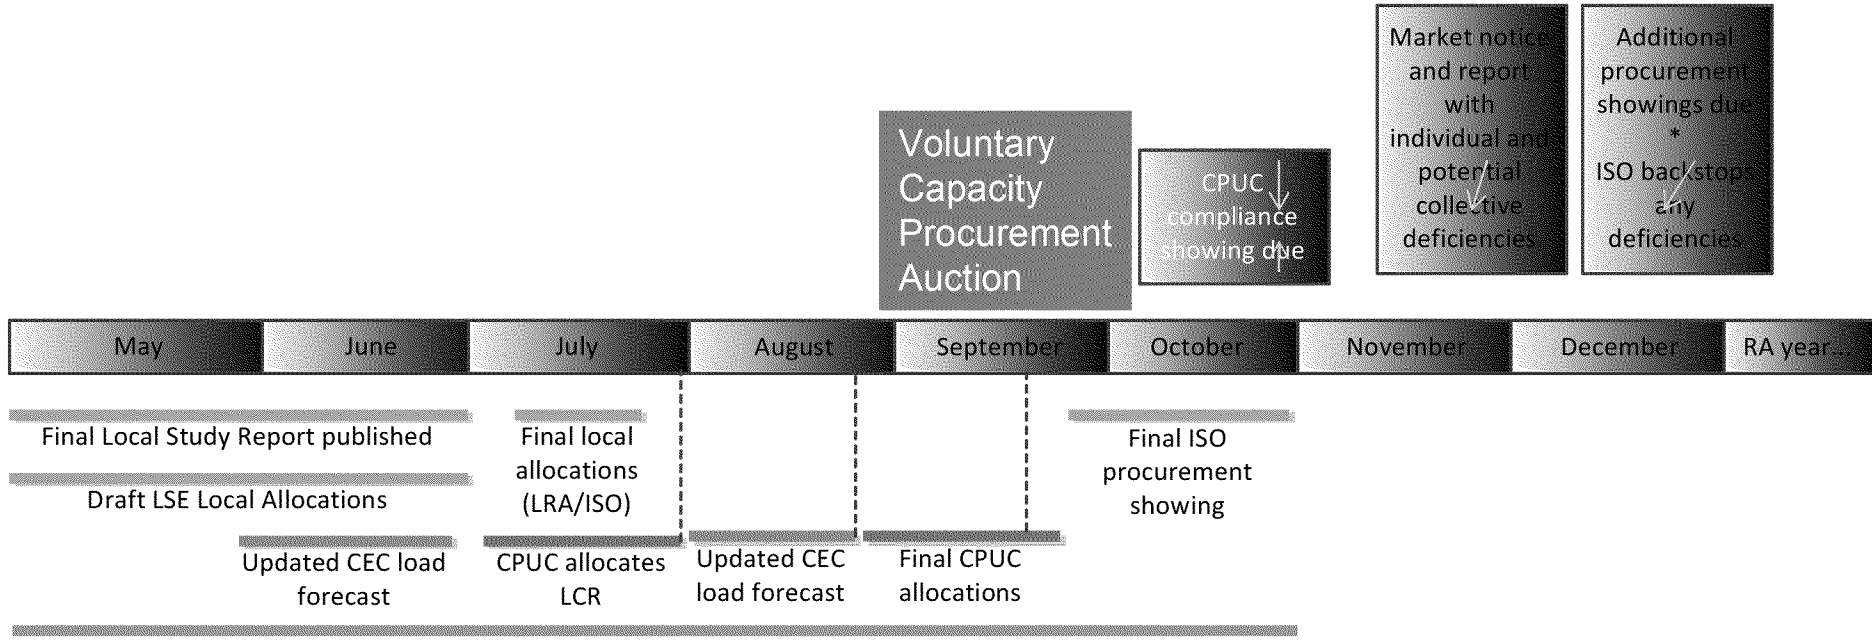 Market notice
and report
with
individual and
potential
collective
deficiencies
Additional
procurement
showings due
*
ISO backstops
any
deficiencies
Voluntary
Capacity
Procurement
Auction
CPUC
compliance
showing due
May
June
July
August
September
October
November
December
RA year...
Final Local Study Report published
Draft LSE Local Allocations
Updated CEC load
forecast
Final local
allocations
(LRA/ISO)
CPUC allocates
LCR
Updated CEC
load forecast
Final CPUC
allocations
Final ISO
procurement
showing